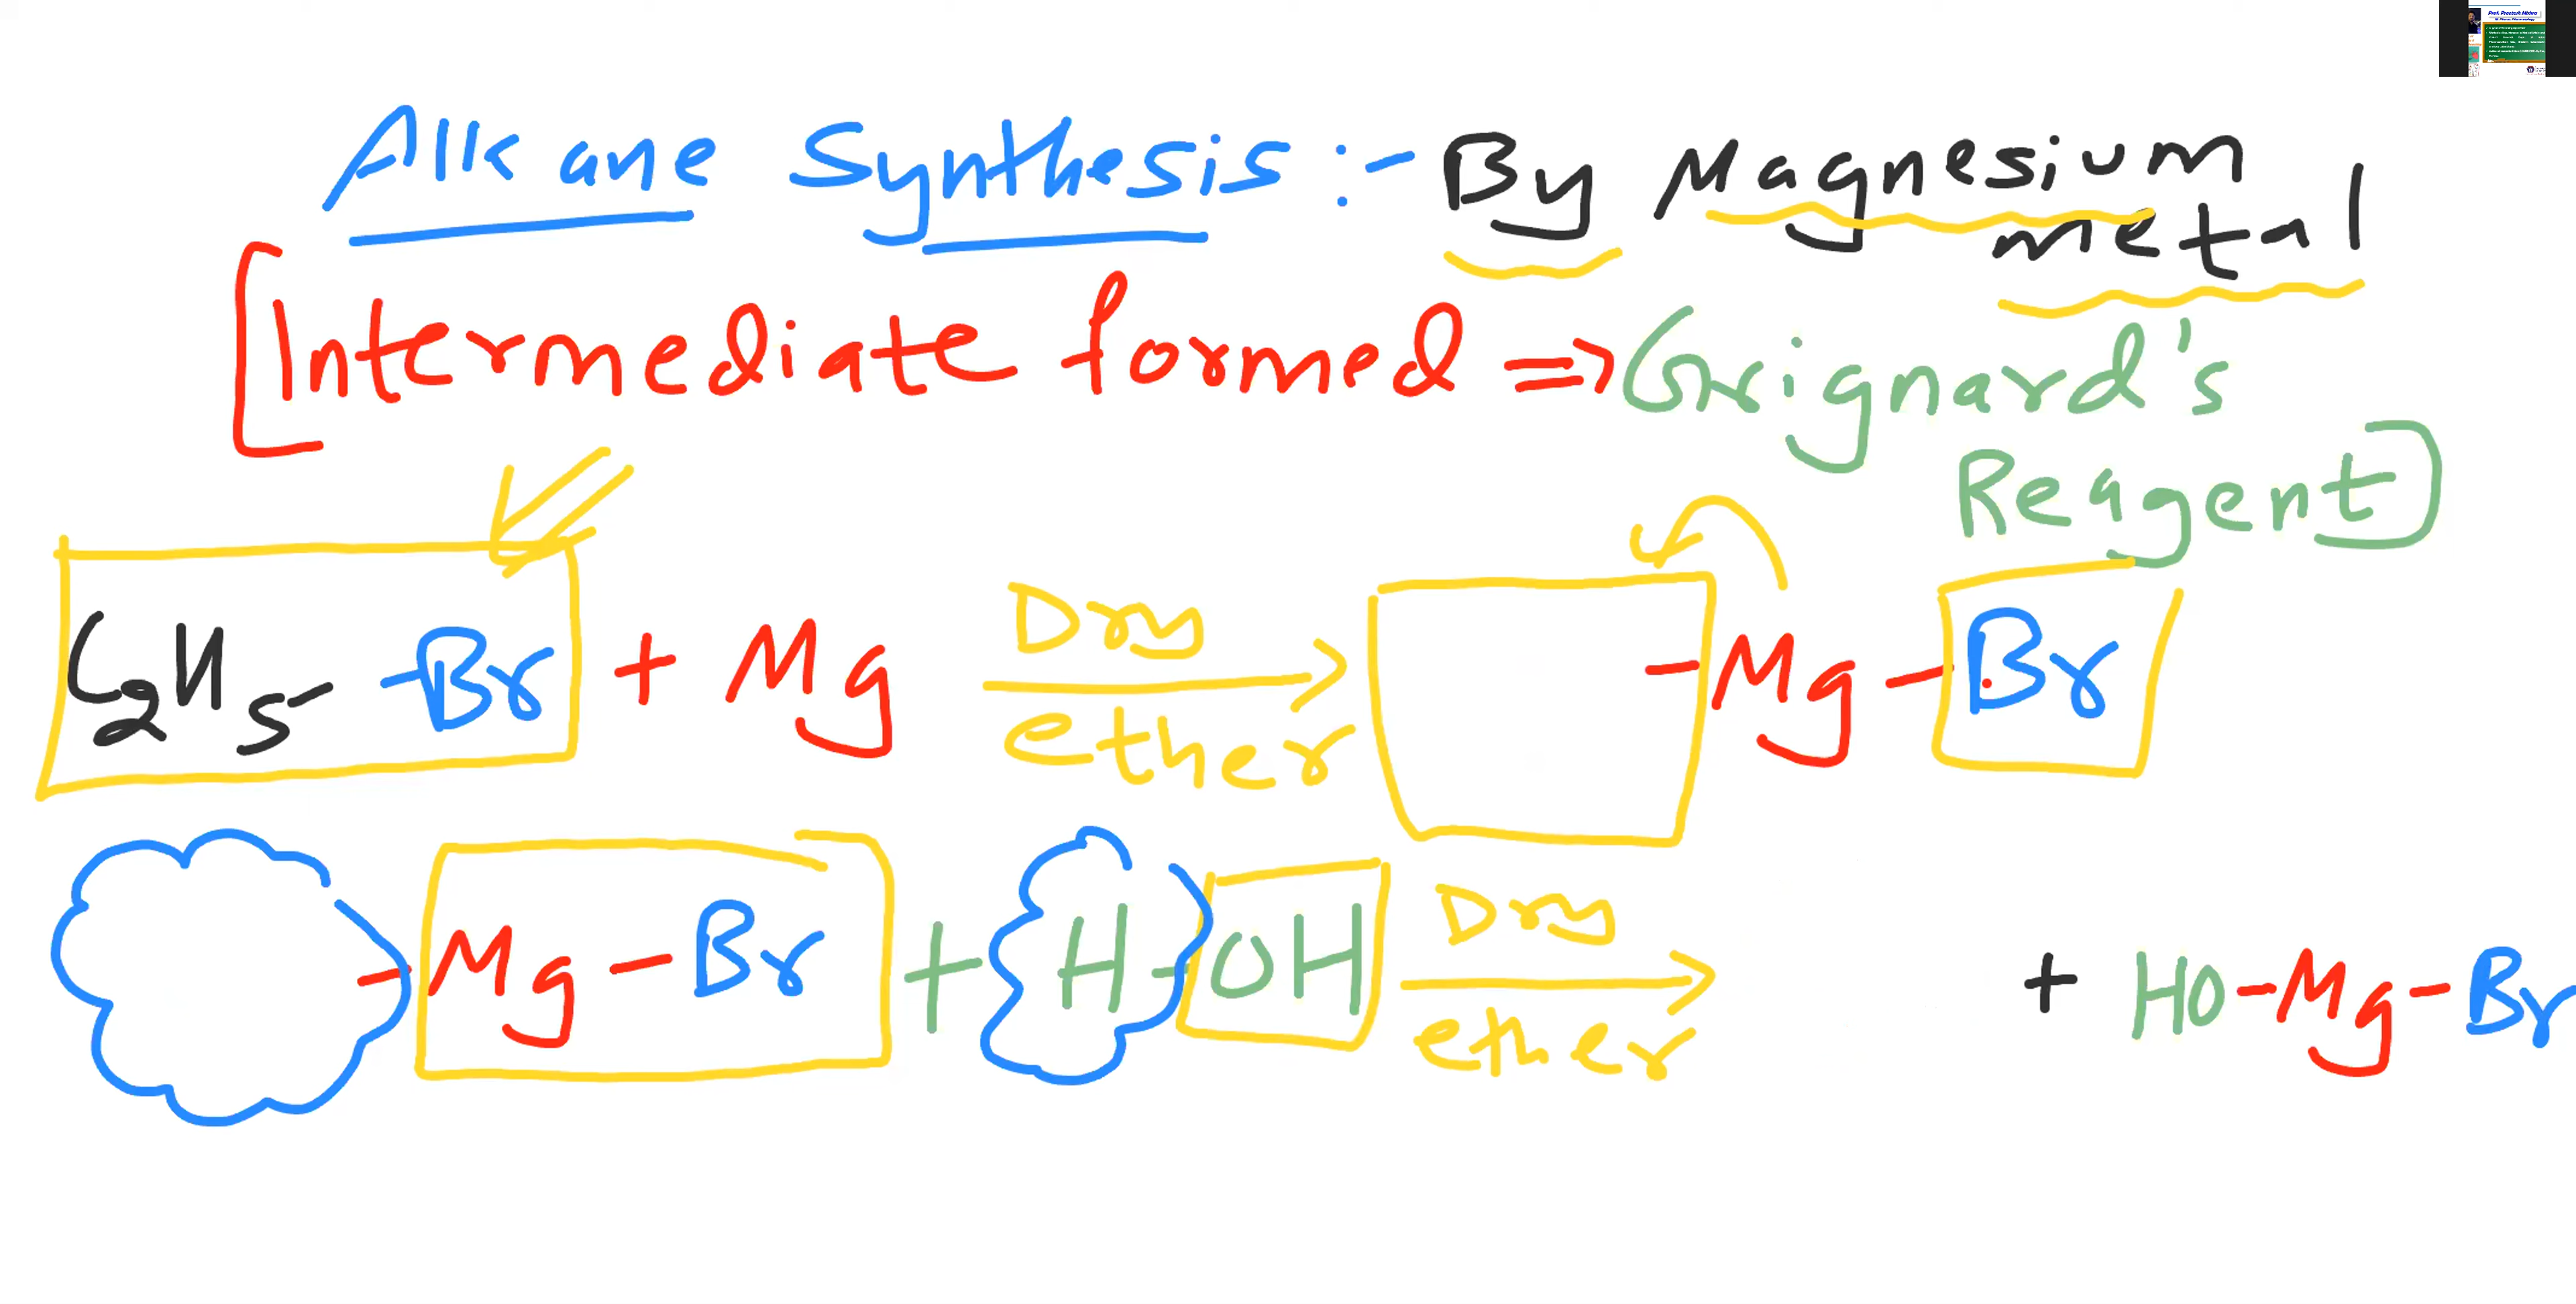 Alkane Synthesis :- By Magnesium
metal
[Intermediate formed => Grignard's
Reagent]
C2H5- -Br + Mg Dry ether -Mg-Br
-Mg-Br + H-OH Dry ether + HO-Mg-Br